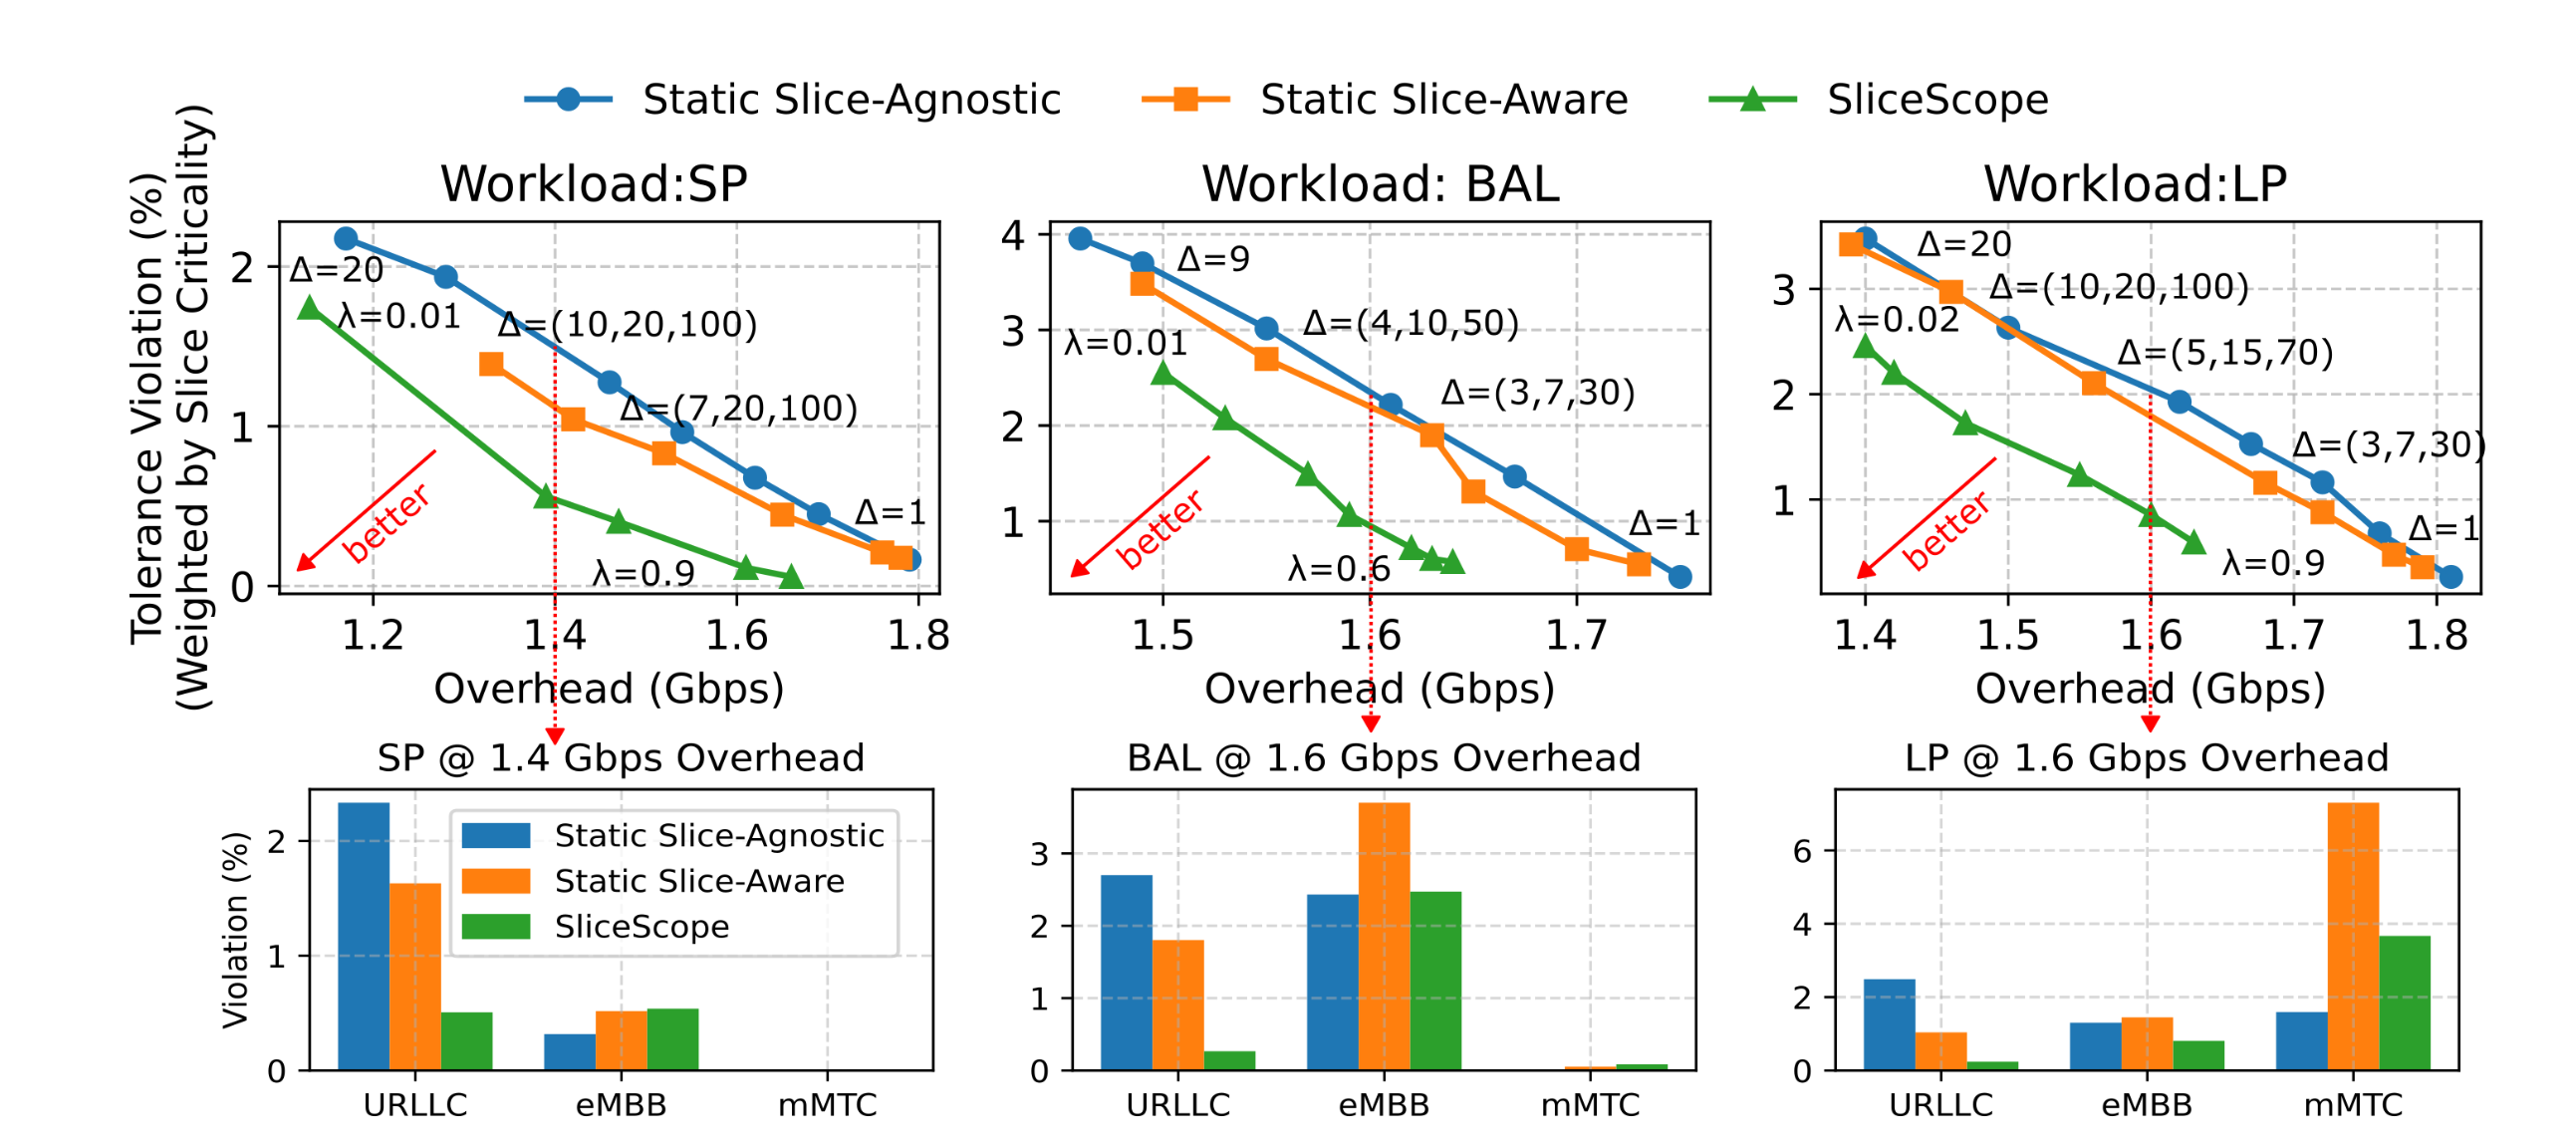 Static Slice-Agnostic
Static Slice-Aware
SliceScope
Tolerance Violation (%)
(Weighted by Slice Criticality)
Workload:SP
2
1
0
Δ=20
λ=0.01
Δ=(10,20,100)
Δ=(7,20,100)
Δ=1
λ=0.9
better
1.2 1.4 1.6 1.8
Overhead (Gbps)
Workload: BAL
4
3
2
1
Δ=9
λ=0.01
Δ=(4,10,50)
Δ=(3,7,30)
Δ=1
λ=0.6
better
1.5 1.6 1.7
Overhead (Gbps)
Workload:LP
3
2
1
Δ=20
Δ=(10,20,100)
λ=0.02
Δ=(5,15,70)
Δ=(3,7,30)
Δ=1
λ=0.9
better
1.4 1.5 1.6 1.7 1.8
Overhead (Gbps)
SP @ 1.4 Gbps Overhead
Violation (%)
2
1
0
Static Slice-Agnostic
Static Slice-Aware
SliceScope
URLLC eMBB mMTC
BAL @ 1.6 Gbps Overhead
3
2
1
0
URLLC eMBB mMTC
LP @ 1.6 Gbps Overhead
6
4
2
0
URLLC eMBB mMTC